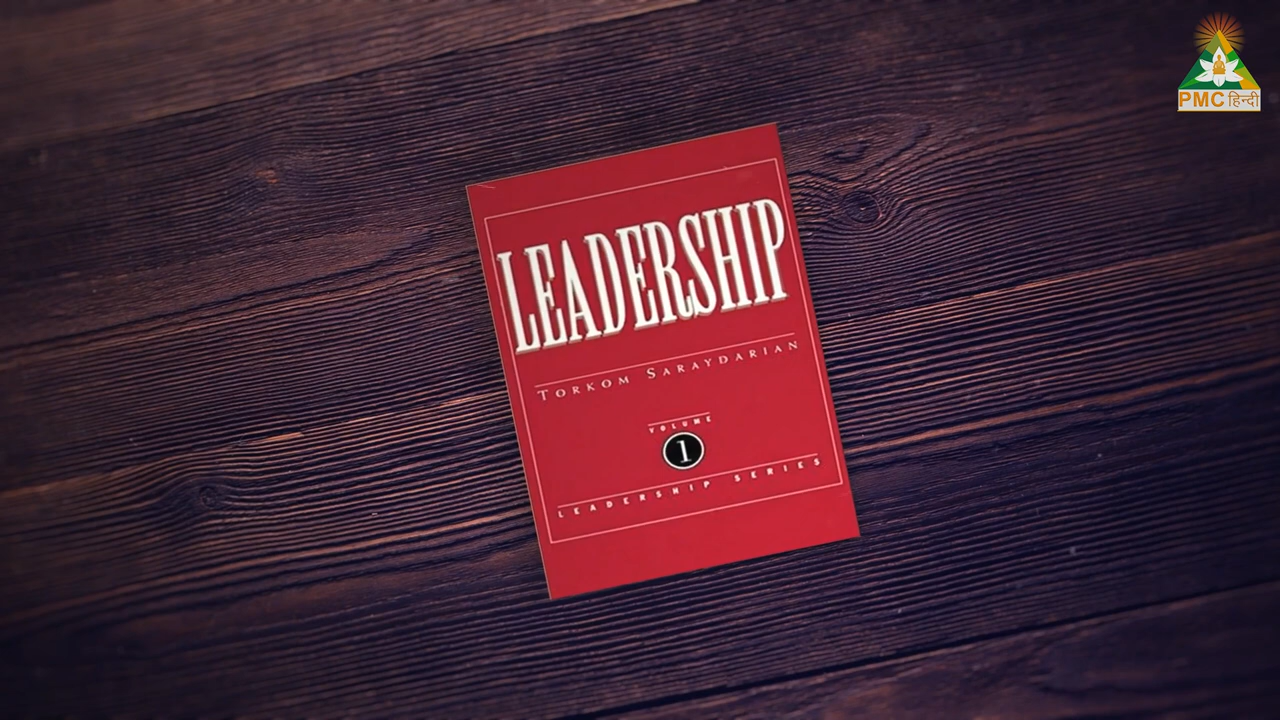 PMC हिन्दी
LEADERSHIP
TORKOM SARAYDARIAN
VOLUME
1
LEADERSHIP SERIES